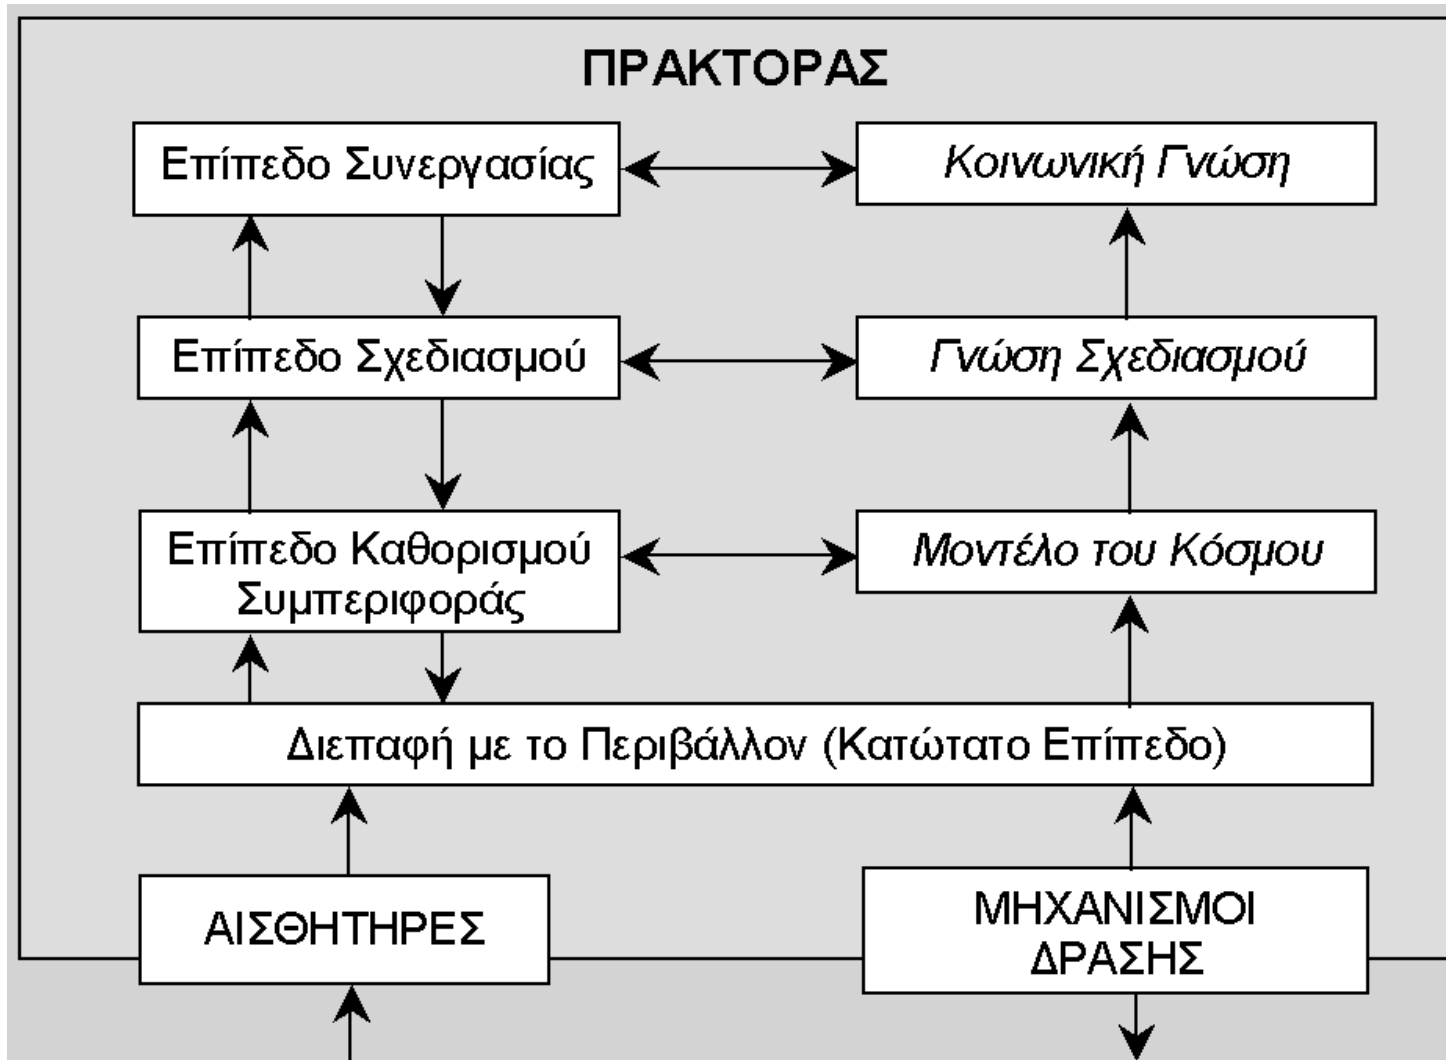 ΠΡΑΚΤΟΡΑΣ
Επίπεδο Συνεργασίας
Κοινωνική Γνώση
Επίπεδο Σχεδιασμού
Γνώση Σχεδιασμού
Επίπεδο Καθορισμού
Συμπεριφοράς
Μοντέλο του Κόσμου
Διεπαφή με το Περιβάλλον (Κατώτατο Επίπεδο)
ΑΙΣΘΗΤΗΡΕΣ
ΜΗΧΑΝΙΣΜΟΙ
ΔΡΑΣΗΣ